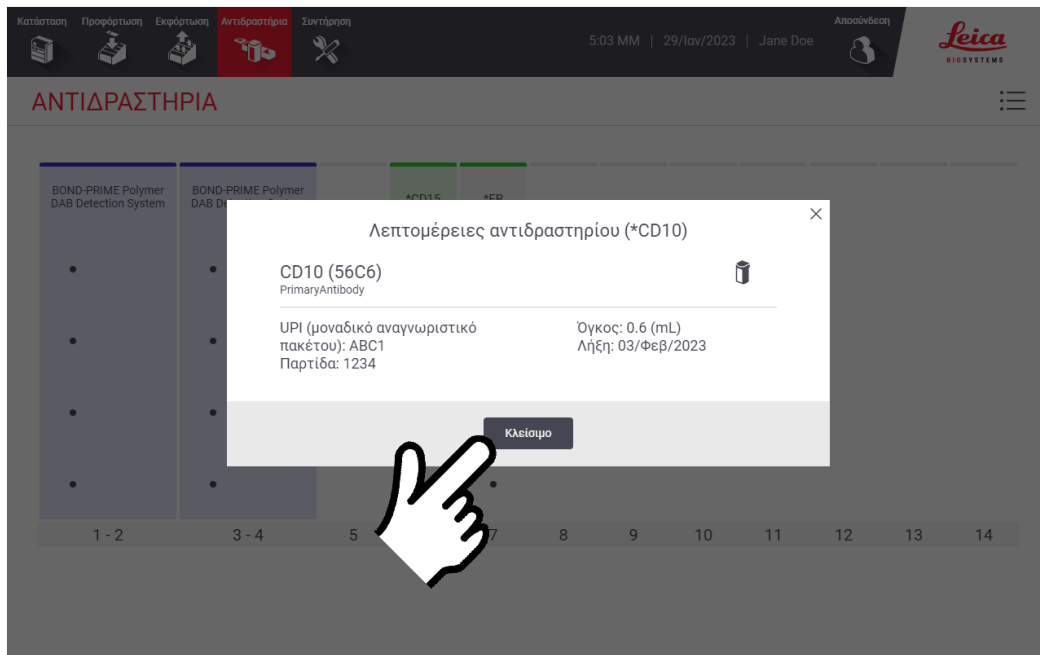 Κατάσταση Προφόρτωση Εκφόρτωση Αντιδραστήρια Συντήρηση Αποσύνδεση
5:03 MM | 29/Ιαν/2023 | Jane Doe
Leica
BIOSYSTEMS
ΑΝΤΙΔΡΑΣΤΗΡΙΑ
BOND-PRIME Polymer BOND-PRIME Polymer
DAB Detection System DAB *CD15 *ER
Λεπτομέρειες αντιδραστηρίου (*CD10)
CD10 (56C6)
PrimaryAntibody
UPI (μοναδικό αναγνωριστικό Όγκος: 0.6 (mL)
πακέτου): ABC1 Λήξη: 03/Φεβ/2023
Παρτίδα: 1234
Κλείσιμο
1 - 2 3 - 4 5 7 8 9 10 11 12 13 14